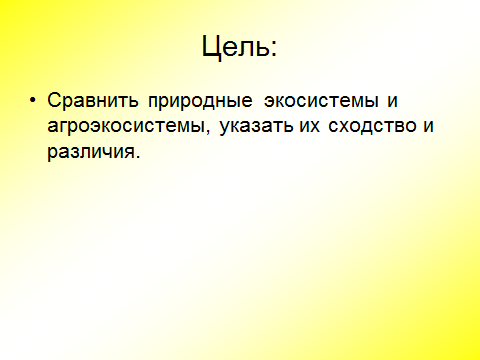 Цель:
• Сравнить природные экосистемы и
агроэкосистемы, указать их сходство и
различия.